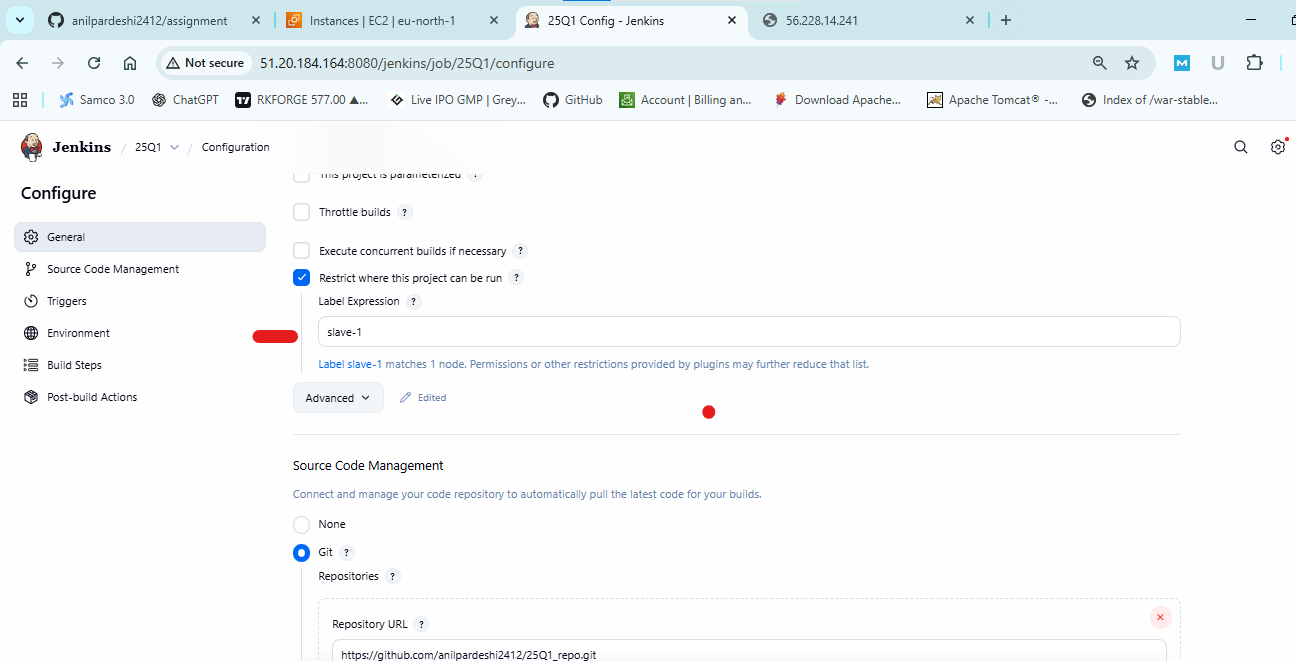 anilpardeshi2412/assignment
Instances | EC2 | eu-north-1
25Q1 Config - Jenkins
56.228.14.241
Not secure
51.20.184.164:8080/jenkins/job/25Q1/configure
Samco 3.0
ChatGPT
RKFORGE 577.00 ▲...
Live IPO GMP | Grey...
GitHub
Account | Billing an...
Download Apache...
Apache Tomcat® -...
Index of /war-stable...
Jenkins / 25Q1 / Configuration
Configure
General
Source Code Management
Triggers
Environment
Build Steps
Post-build Actions
This project is parameterized ?
Throttle builds ?
Execute concurrent builds if necessary ?
Restrict where this project can be run ?
Label Expression ?
slave-1
Label slave-1 matches 1 node. Permissions or other restrictions provided by plugins may further reduce that list.
Advanced
Edited
Source Code Management
Connect and manage your code repository to automatically pull the latest code for your builds.
None
Git ?
Repositories ?
Repository URL ?
https://github.com/anilpardeshi2412/25Q1_repo.git